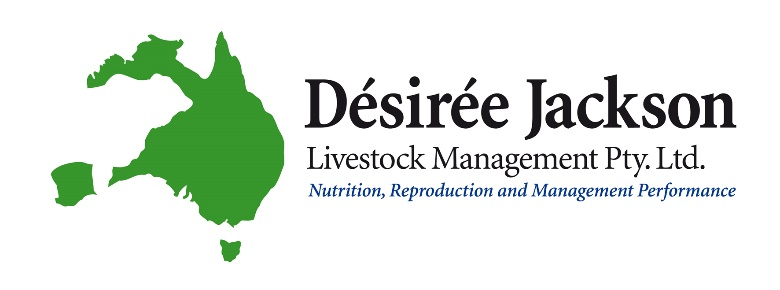 Désirée Jackson
Livestock Management Pty. Ltd.
Nutrition, Reproduction and Management Performance